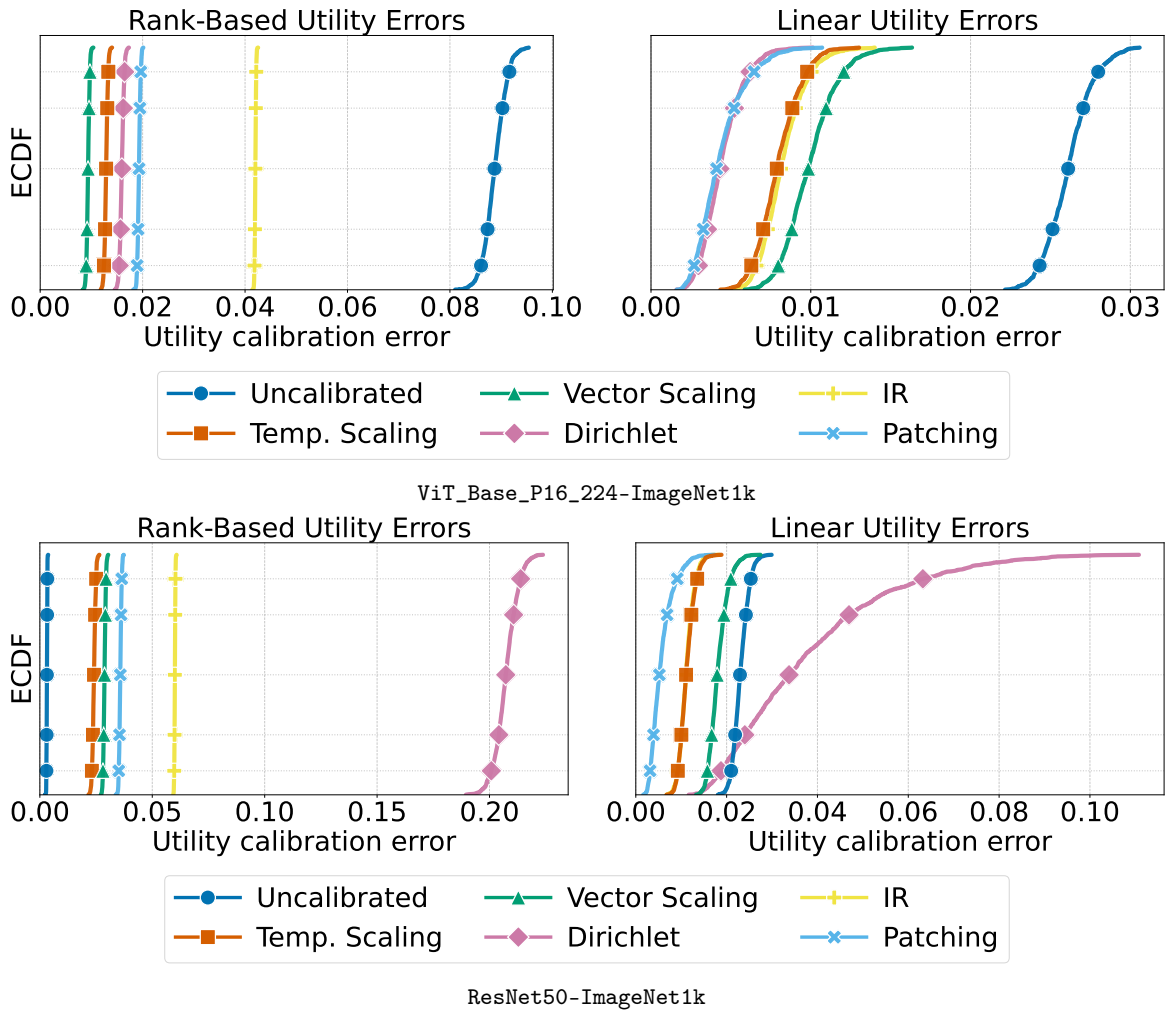 Rank-Based Utility Errors
Linear Utility Errors
ECDF
0.00 0.02 0.04 0.06 0.08 0.10
0.00 0.01 0.02 0.03
Utility calibration error
Utility calibration error
Uncalibrated Vector Scaling IR
Temp. Scaling Dirichlet Patching
ViT_Base_P16_224-ImageNet1k
Rank-Based Utility Errors
Linear Utility Errors
ECDF
0.00 0.05 0.10 0.15 0.20
0.00 0.02 0.04 0.06 0.08 0.10
Utility calibration error
Utility calibration error
Uncalibrated Vector Scaling IR
Temp. Scaling Dirichlet Patching
ResNet50-ImageNet1k